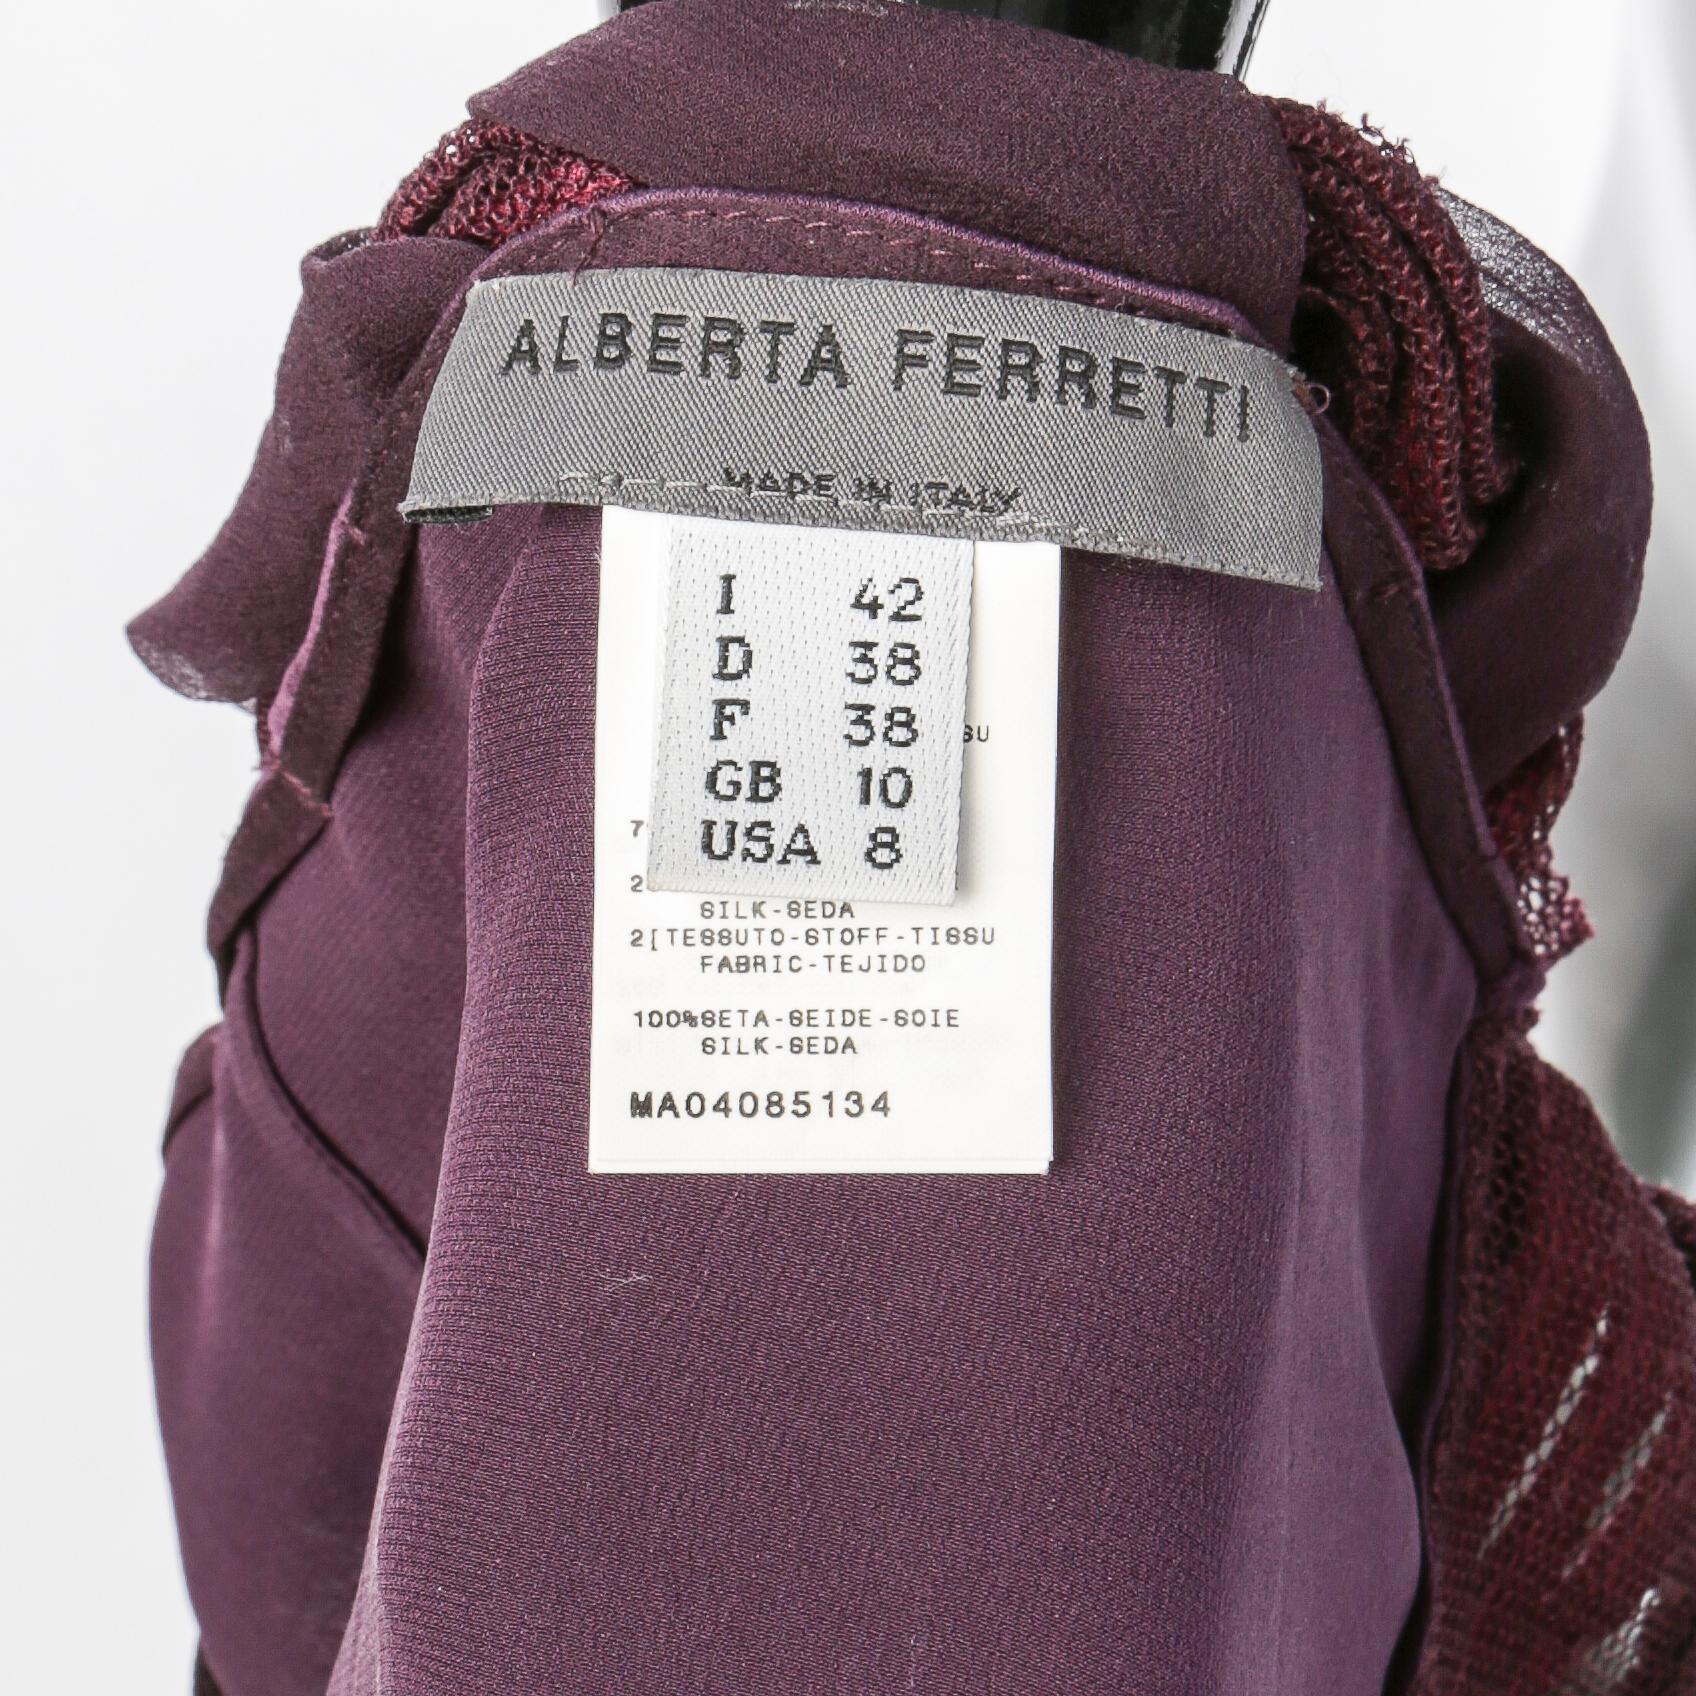 ALBERTA FERRETTI
MADE IN ITALY
I 42
D 38
F 38
GB 10
USA 8
SILK-SEDA
2[TESSUTO-STOFF-TISSU
FABRIC-TEJIDO
100%SETA-SEIDE-SOIE
SILK-SEDA
MA04085134